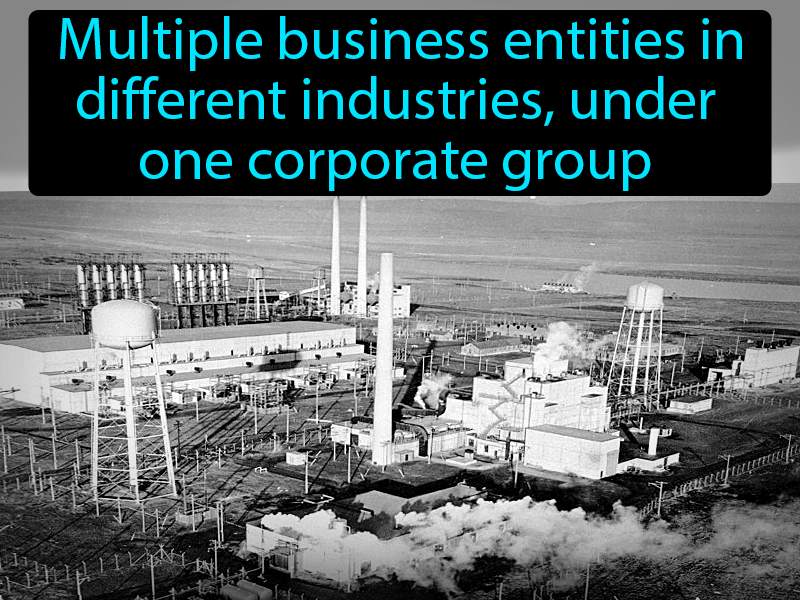 Multiple business entities in
different industries, under
one corporate group